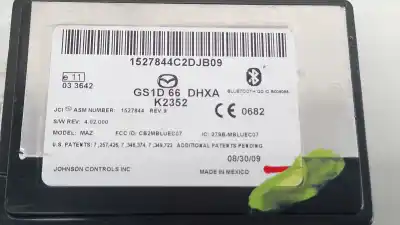 1527844C2DJB09
e 11
03 3642
GS1D 66 DHXA
K2352
BLUETOOTH QD ID
CE 0682
JCI ASM NUMBER: 1527844 REV.
S/W REV: 4.02.000
MODEL: MAZ FCC ID: CB2MBLUEC07 IC: 279B-MBLUEC07
U.S. PATENTS: 7,257,426, 7,346,374, 7,349,722 ADDITIONAL PATENTS PENDING
08/30/09
JOHNSON CONTROLS INC MADE IN MEXICO